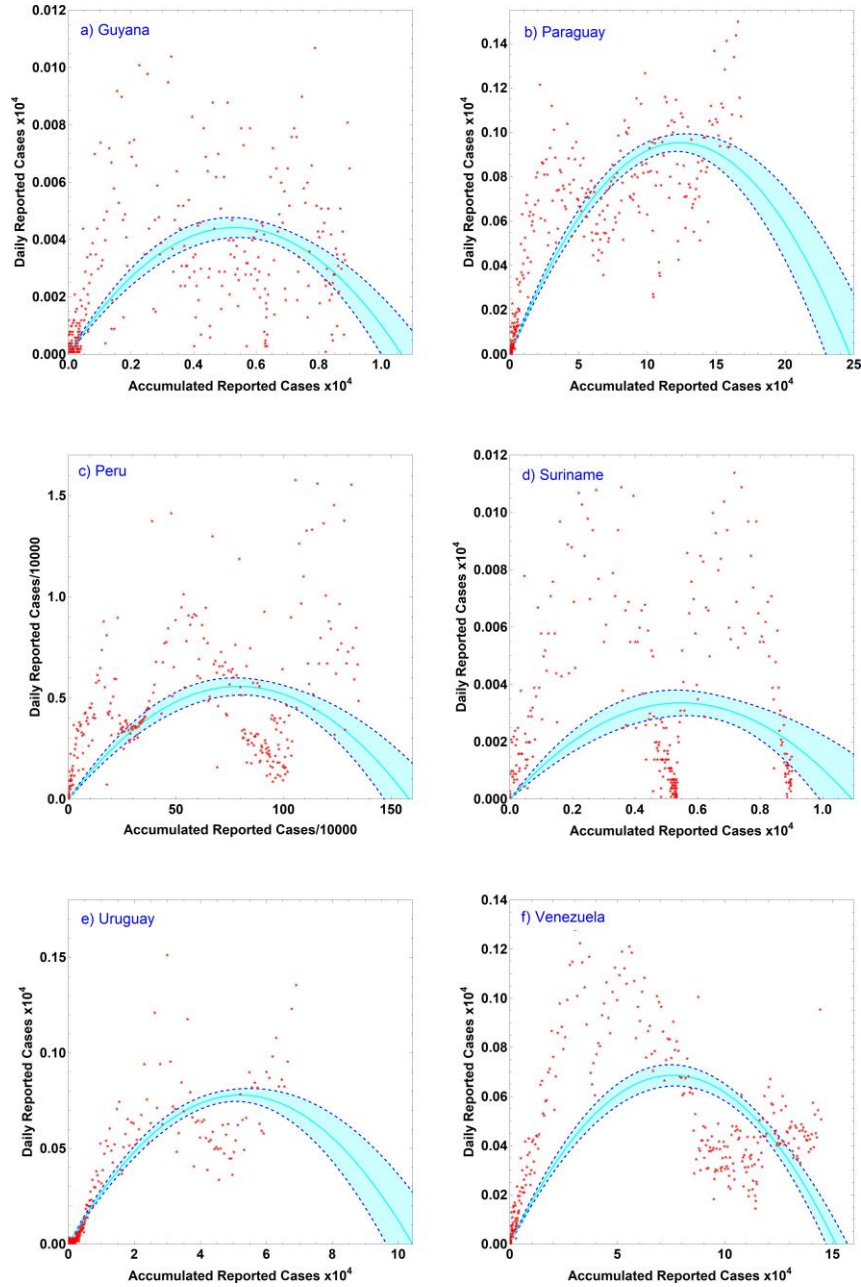 a) Guyana
0.012
0.010
0.008
0.006
0.004
0.002
0.000
Daily Reported Cases x10⁴
0.0 0.2 0.4 0.6 0.8 1.0
Accumulated Reported Cases x10⁴
b) Paraguay
0.14
0.12
0.10
0.08
0.06
0.04
0.02
0.00
Daily Reported Cases x10⁴
0 5 10 15 20 25
Accumulated Reported Cases x10⁴
c) Peru
1.5
1.0
0.5
0.0
Daily Reported Cases/10000
0 50 100 150
Accumulated Reported Cases/10000
d) Suriname
0.012
0.010
0.008
0.006
0.004
0.002
0.000
Daily Reported Cases x10⁴
0.0 0.2 0.4 0.6 0.8 1.0
Accumulated Reported Cases x10⁴
e) Uruguay
0.15
0.10
0.05
0.00
Daily Reported Cases x10⁴
0 2 4 6 8 10
Accumulated Reported Cases x10⁴
f) Venezuela
0.14
0.12
0.10
0.08
0.06
0.04
0.02
0.00
Daily Reported Cases x10⁴
0 5 10 15
Accumulated Reported Cases x10⁴